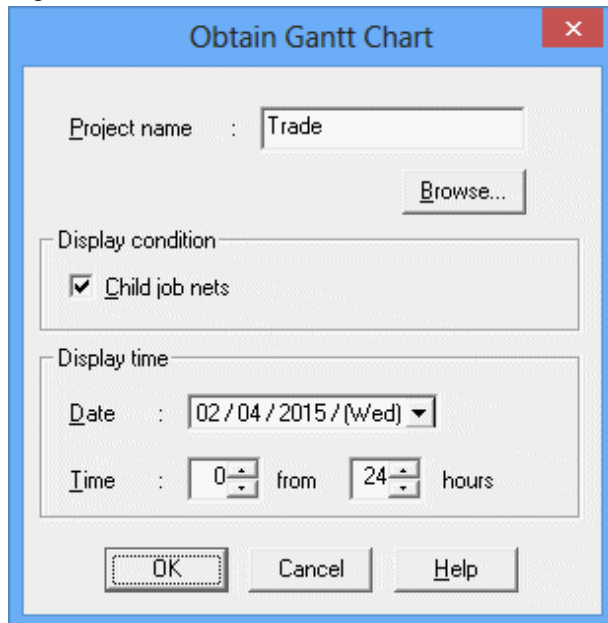 Obtain Gantt Chart
Project name : Trade
Browse...
Display condition
Child job nets
Display time
Date : 02 / 04 / 2015 / (Wed)
Time : 0 from 24 hours
OK Cancel Help